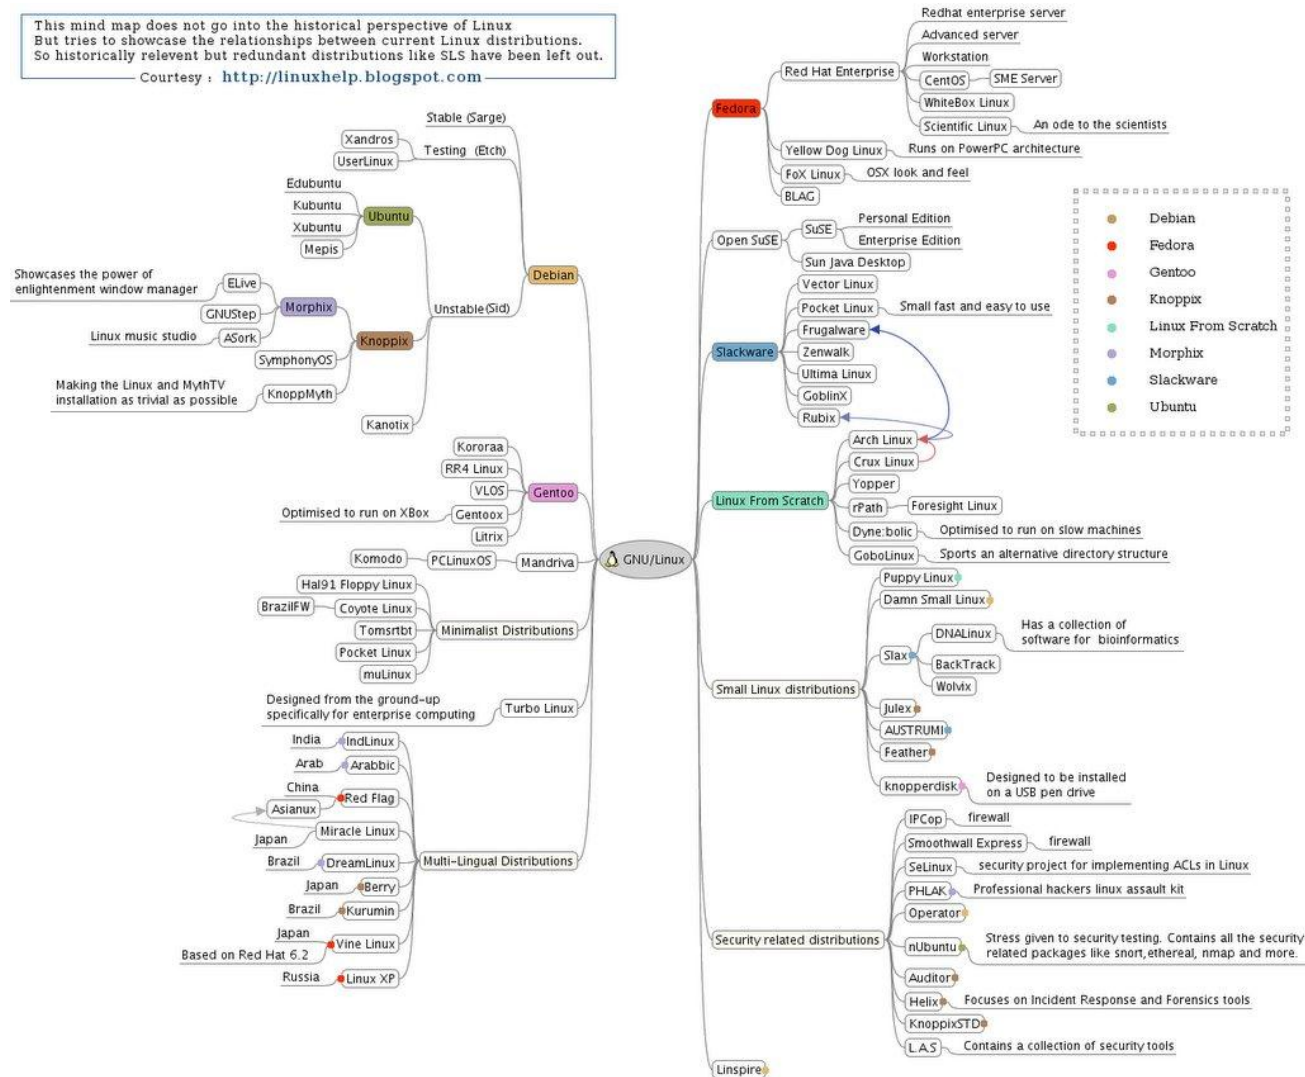 This mind map does not go into the historical perspective of Linux
But tries to showcase the relationships between current Linux distributions.
So historically relevent but redundant distributions like SLS have been left out.
Courtesy : http://linuxhelp.blogspot.com
GNU/Linux
Debian
Stable (Sarge)
Testing (Etch)
Xandros
UserLinux
Unstable(Sid)
Ubuntu
Edubuntu
Kubuntu
Xubuntu
Mepis
Knoppix
Morphix
ELive
Showcases the power of
enlightenment window manager
GNUStep
ASork
Linux music studio
SymphonyOS
KnoppMyth
Making the Linux and MythTV
installation as trivial as possible
Kanotix
Gentoo
Kororaa
RR4 Linux
VLOS
Gentoox
Optimised to run on XBox
Litrix
Mandriva
PCLinuxOS
Komodo
Minimalist Distributions
Hal91 Floppy Linux
Coyote Linux
BrazilFW
Tomsrtbt
Pocket Linux
muLinux
Turbo Linux
Designed from the ground-up
specifically for enterprise computing
Multi-Lingual Distributions
IndLinux
India
Arabbic
Arab
Red Flag
China
Asianux
Miracle Linux
Japan
DreamLinux
Brazil
Berry
Japan
Kurumin
Brazil
Vine Linux
Japan
Based on Red Hat 6.2
Linux XP
Russia
Fedora
Red Hat Enterprise
Redhat enterprise server
Advanced server
Workstation
CentOS
SME Server
WhiteBox Linux
Scientific Linux
An ode to the scientists
Yellow Dog Linux
Runs on PowerPC architecture
FoX Linux
OSX look and feel
BLAG
Open SuSE
SuSE
Personal Edition
Enterprise Edition
Sun Java Desktop
Slackware
Vector Linux
Pocket Linux
Small fast and easy to use
Frugalware
Zenwalk
Ultima Linux
GoblinX
Rubix
Linux From Scratch
Arch Linux
Crux Linux
Yopper
rPath
Foresight Linux
Dyne:bolic
Optimised to run on slow machines
GoboLinux
Sports an alternative directory structure
Small Linux distributions
Puppy Linux
Damn Small Linux
Slax
DNALinux
Has a collection of
software for bioinformatics
BackTrack
Wolvix
Julex
AUSTRUMI
Feather
knopperdisk
Designed to be installed
on a USB pen drive
Security related distributions
IPCop
firewall
Smoothwall Express
firewall
SeLinux
security project for implementing ACLs in Linux
PHLAK
Professional hackers linux assault kit
Operator
nUbuntu
Stress given to security testing. Contains all the security
related packages like snort,ethereal, nmap and more.
Auditor
Helix
Focuses on Incident Response and Forensics tools
KnoppixSTD
L.A.S
Contains a collection of security tools
Linspire
Debian
Fedora
Gentoo
Knoppix
Linux From Scratch
Morphix
Slackware
Ubuntu